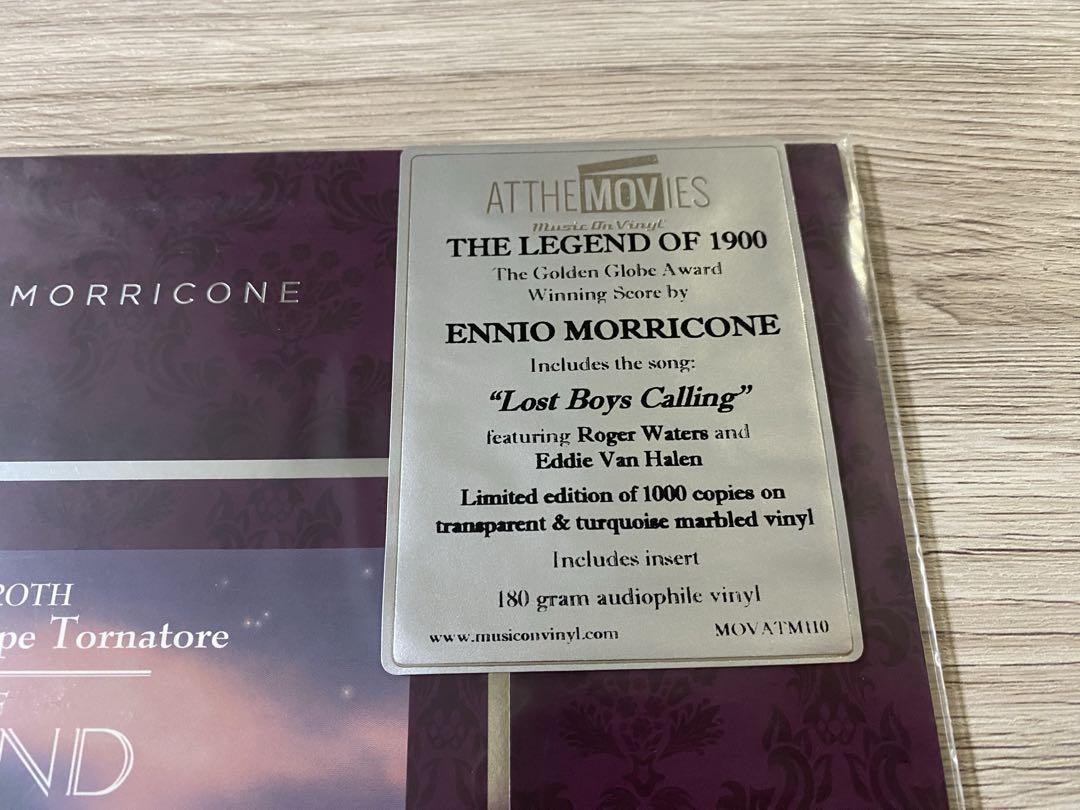 MORRICONE
ATTHEMOVIES
Music On Vinyl
THE LEGEND OF 1900
The Golden Globe Award
Winning Score by
ENNIO MORRICONE
Includes the song:
“Lost Boys Calling”
featuring Roger Waters and
Eddie Van Halen
Limited edition of 1000 copies on
transparent & turquoise marbled vinyl
Includes insert
180 gram audiophile vinyl
www.musiconvinyl.com MOVATM110
ROTH
pe Tornatore
ND